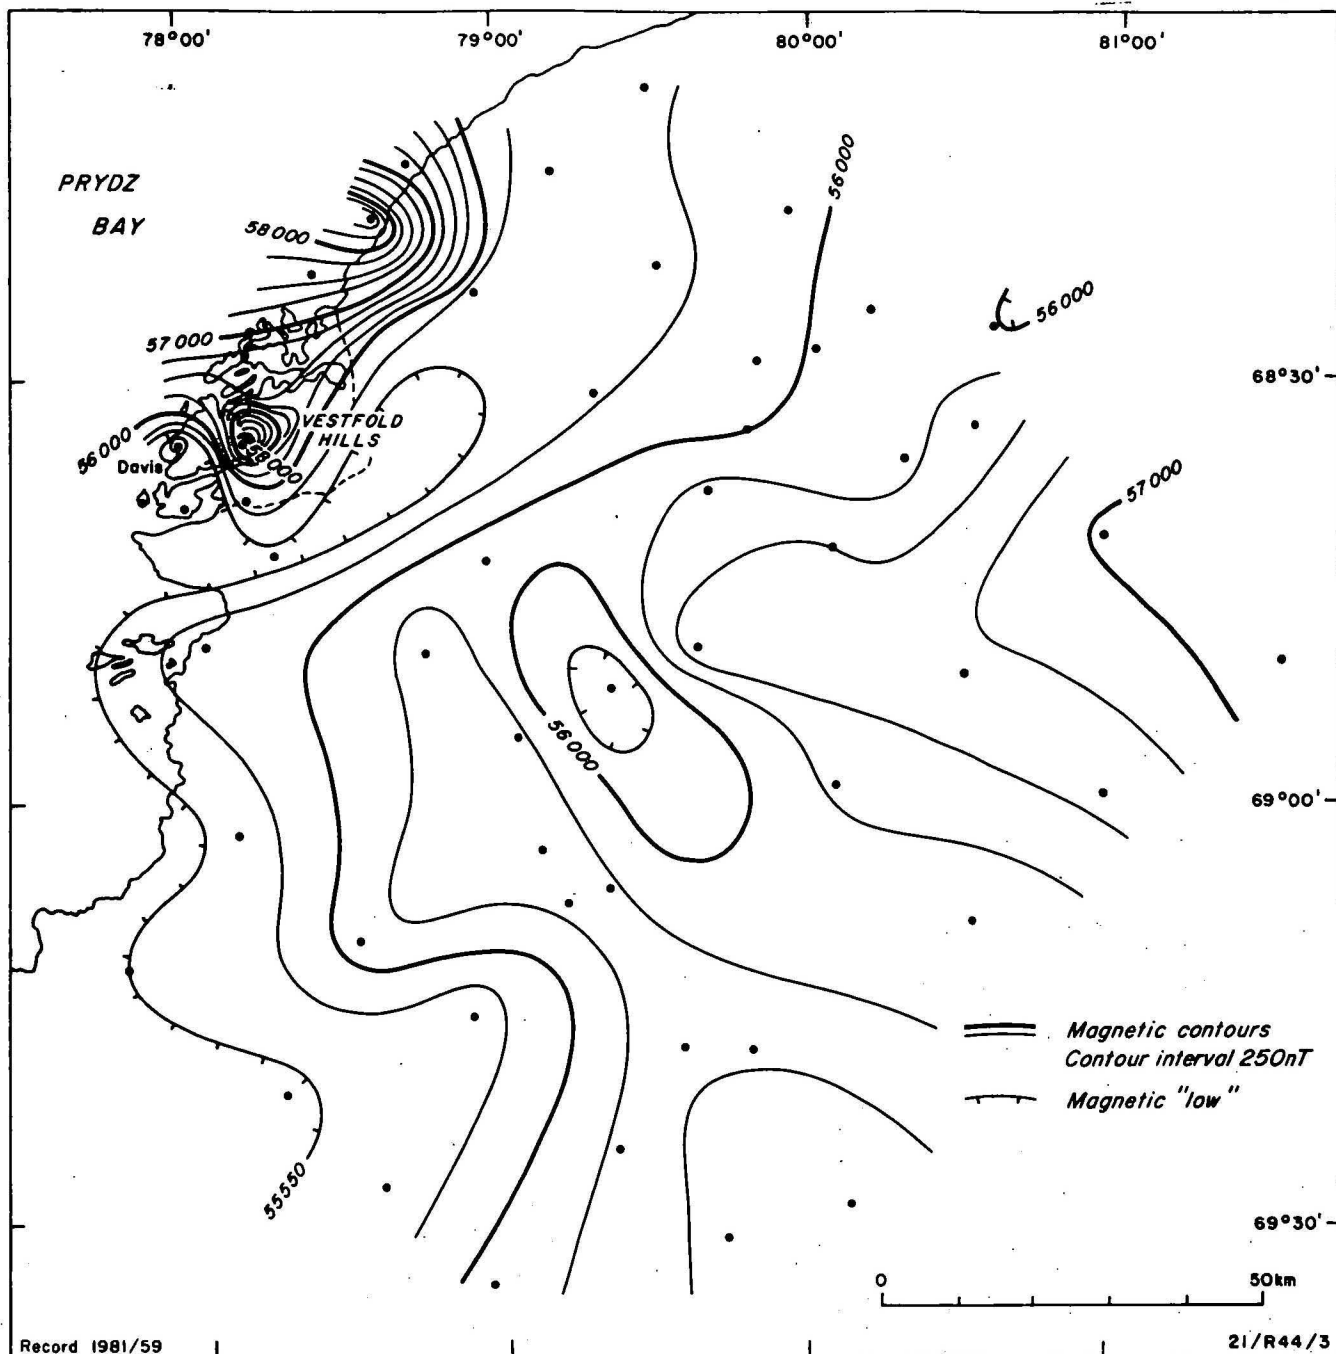 78°00'
79°00'
80°00'
81°00'
PRYDZ
BAY
58000
57000
56000
56000
56000
68°30'
VESTFOLD
HILLS
58000
Davis
57000
56000
69°00'
Magnetic contours
Contour interval 250nT
Magnetic "low"
55550
69°30'
0
50km
Record 1981/59
21/R44/3